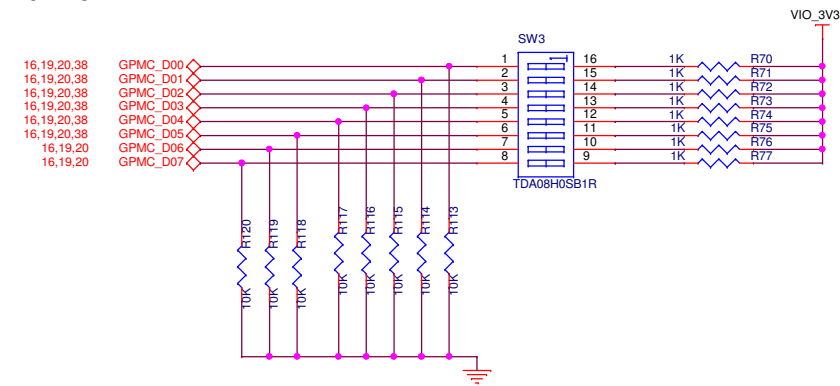 VIO_3V3
SW3
16,19,20,38 GPMC_D00 1 16 1K R70
16,19,20,38 GPMC_D01 2 15 1K R71
16,19,20,38 GPMC_D02 3 14 1K R72
16,19,20,38 GPMC_D03 4 13 1K R73
16,19,20,38 GPMC_D04 5 12 1K R74
16,19,20,38 GPMC_D05 6 11 1K R75
16,19,20 GPMC_D06 7 10 1K R76
16,19,20 GPMC_D07 8 9 1K R77
TDA08H0SB1R
R120 R119 R118 R117 R116 R115 R114 R113
10K 10K 10K 10K 10K 10K 10K 10K